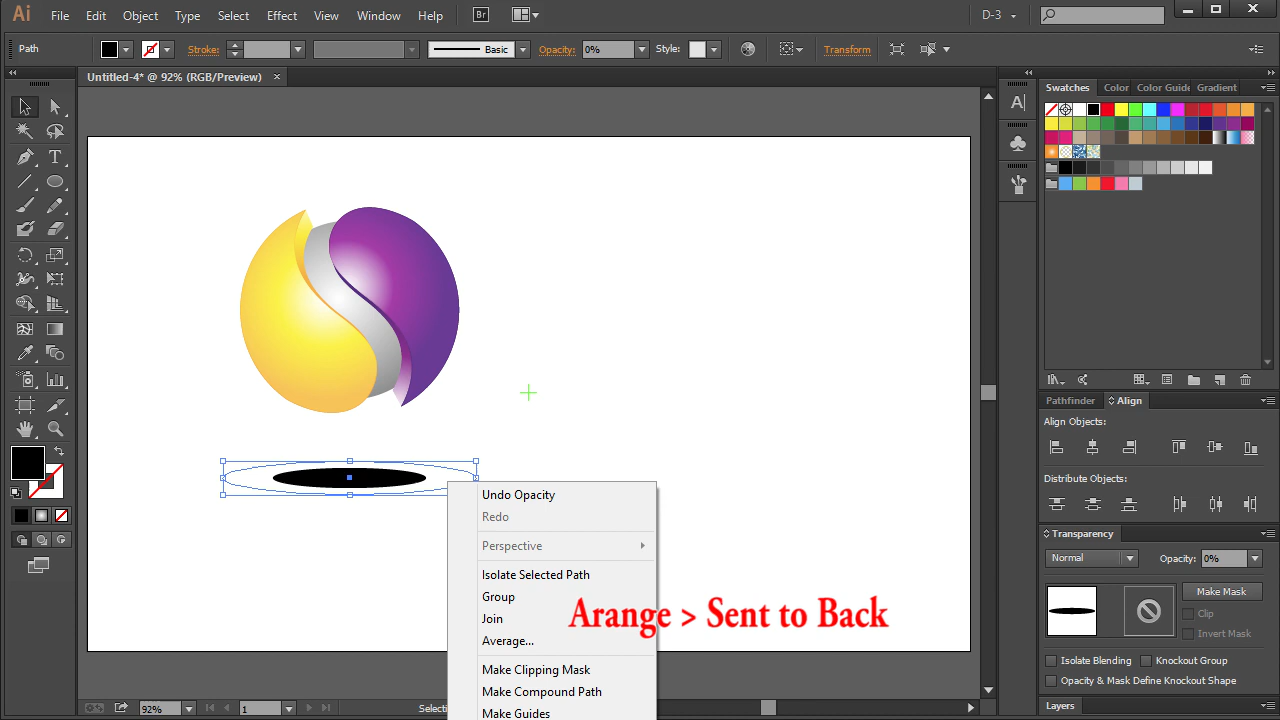 Ai File Edit Object Type Select Effect View Window Help Br D-3
Path Stroke: Basic Opacity: 0% Style: Transform
Untitled-4* @ 92% (RGB/Preview) ×
Swatches Color Color Guide Gradient
Pathfinder Align
Align Objects:
Distribute Objects:
Transparency
Normal Opacity: 0%
Make Mask
Clip
Invert Mask
Isolate Blending Knockout Group
Opacity & Mask Define Knockout Shape
Layers
Undo Opacity
Redo
Perspective
Isolate Selected Path
Group
Join
Average...
Make Clipping Mask
Make Compound Path
Make Guides
Arange > Sent to Back
92% 1 Selecti